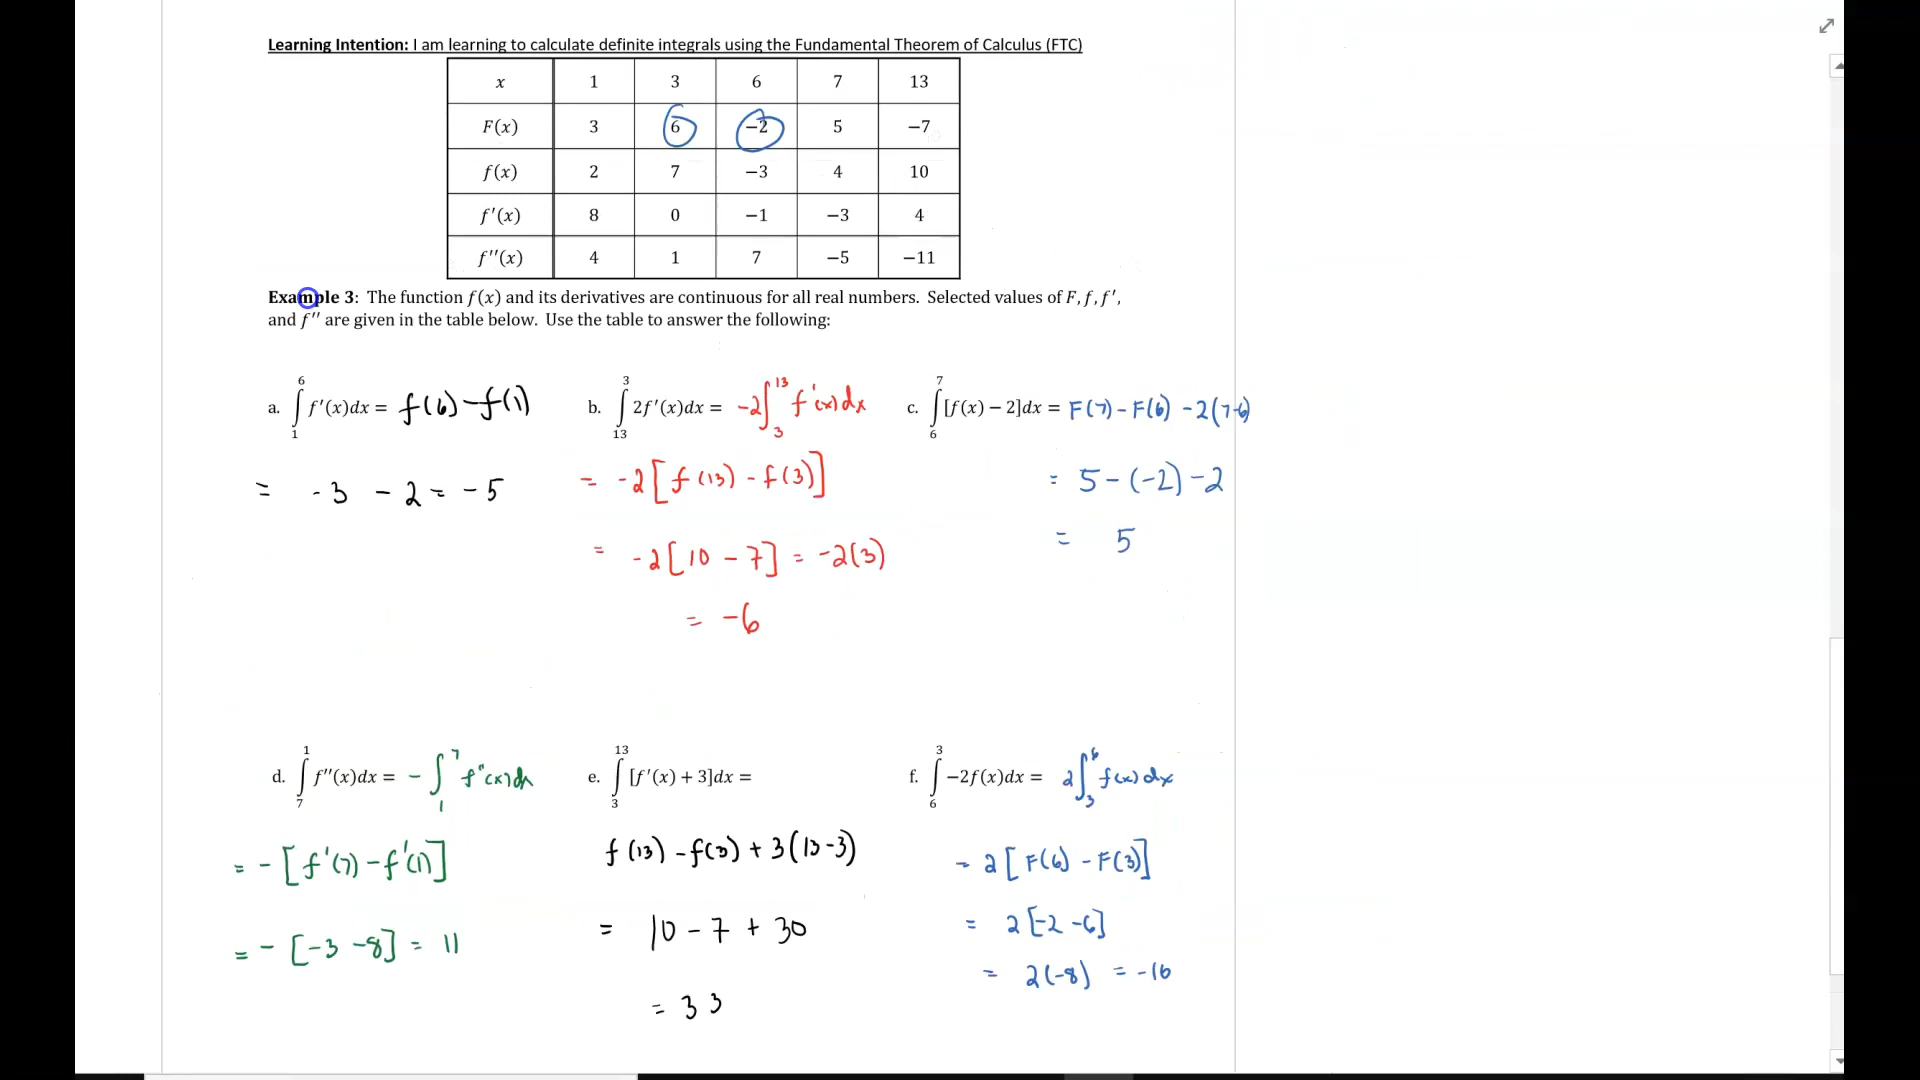 Learning Intention: I am learning to calculate definite integrals using the Fundamental Theorem of Calculus (FTC)
x 1 3 6 7 13
F(x) 3 6 −2 5 −7
f(x) 2 7 −3 4 10
f′(x) 8 0 −1 −3 4
f′′(x) 4 1 7 −5 −11
Example 3: The function f(x) and its derivatives are continuous for all real numbers. Selected values of F, f, f′,
and f′′ are given in the table below. Use the table to answer the following:
a. ∫₁⁶ f′(x)dx = f(6) - f(1)
= -3 - 2 = -5
b. ∫₁₃³ 2f′(x)dx = -2∫₃¹³ f'(x)dx
= -2[f(13) - f(3)]
= -2[10 - 7] = -2(3)
= -6
c. ∫₆⁷ [f(x) − 2]dx = F(7) - F(6) - 2(7-6)
= 5 - (-2) - 2
= 5
d. ∫₇¹ f′′(x)dx = -∫₁⁷ f"(x)dx
= -[f'(7) - f'(1)]
= -[-3 -8] = 11
e. ∫₃¹³ [f′(x) + 3]dx =
f(13) - f(3) + 3(13-3)
= 10 - 7 + 30
= 33
f. ∫₆³ −2f(x)dx = 2∫₃⁶ f(x)dx
= 2[F(6) - F(3)]
= 2[-2 -6]
= 2(-8) = -16